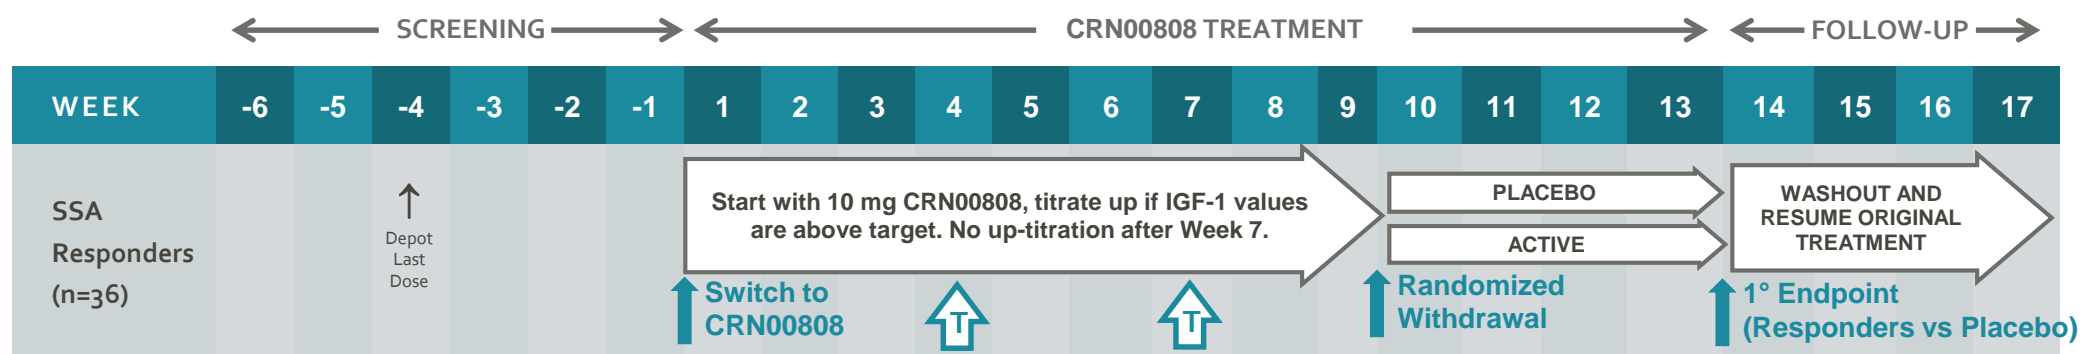 SCREENING
CRN00808 TREATMENT
FOLLOW-UP
WEEK -6 -5 -4 -3 -2 -1 1 2 3 4 5 6 7 8 9 10 11 12 13 14 15 16 17
SSA
Responders
(n=36)
Depot
Last
Dose
Start with 10 mg CRN00808, titrate up if IGF-1 values
are above target. No up-titration after Week 7.
PLACEBO
ACTIVE
WASHOUT AND
RESUME ORIGINAL
TREATMENT
Switch to
CRN00808
T
T
Randomized
Withdrawal
1° Endpoint
(Responders vs Placebo)